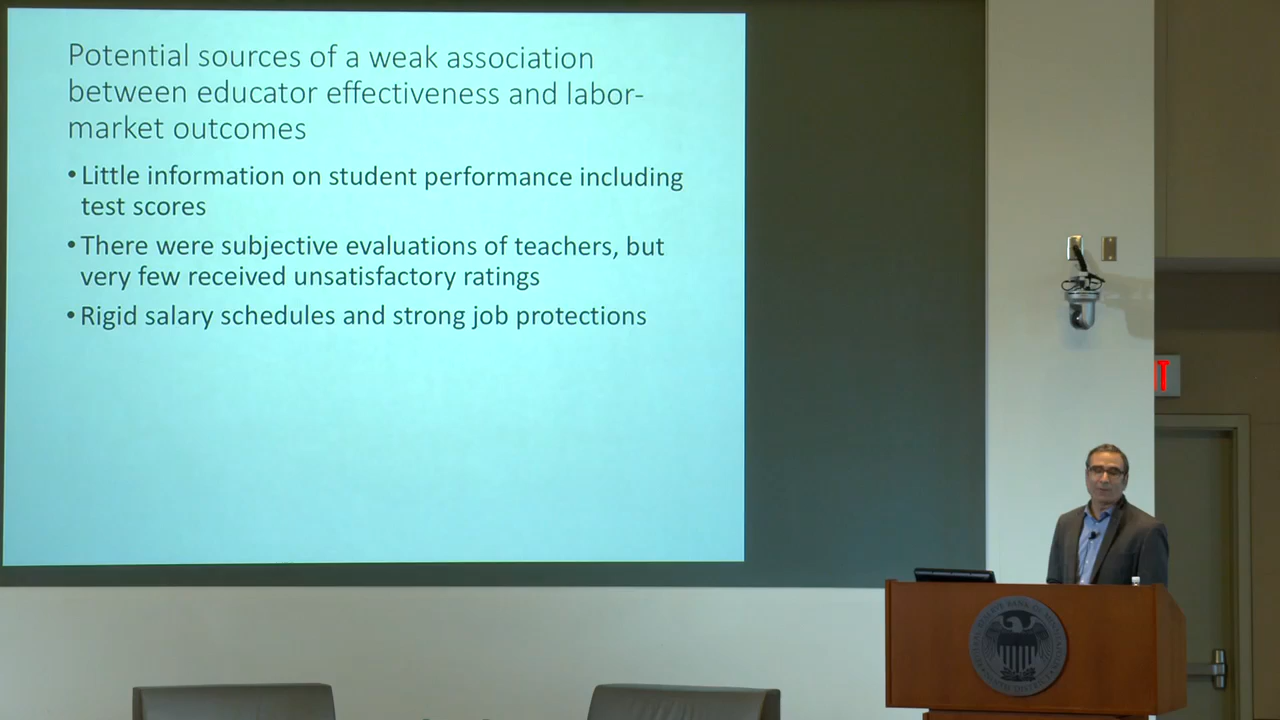 Potential sources of a weak association
between educator effectiveness and labor-
market outcomes
• Little information on student performance including
test scores
• There were subjective evaluations of teachers, but
very few received unsatisfactory ratings
• Rigid salary schedules and strong job protections
IT